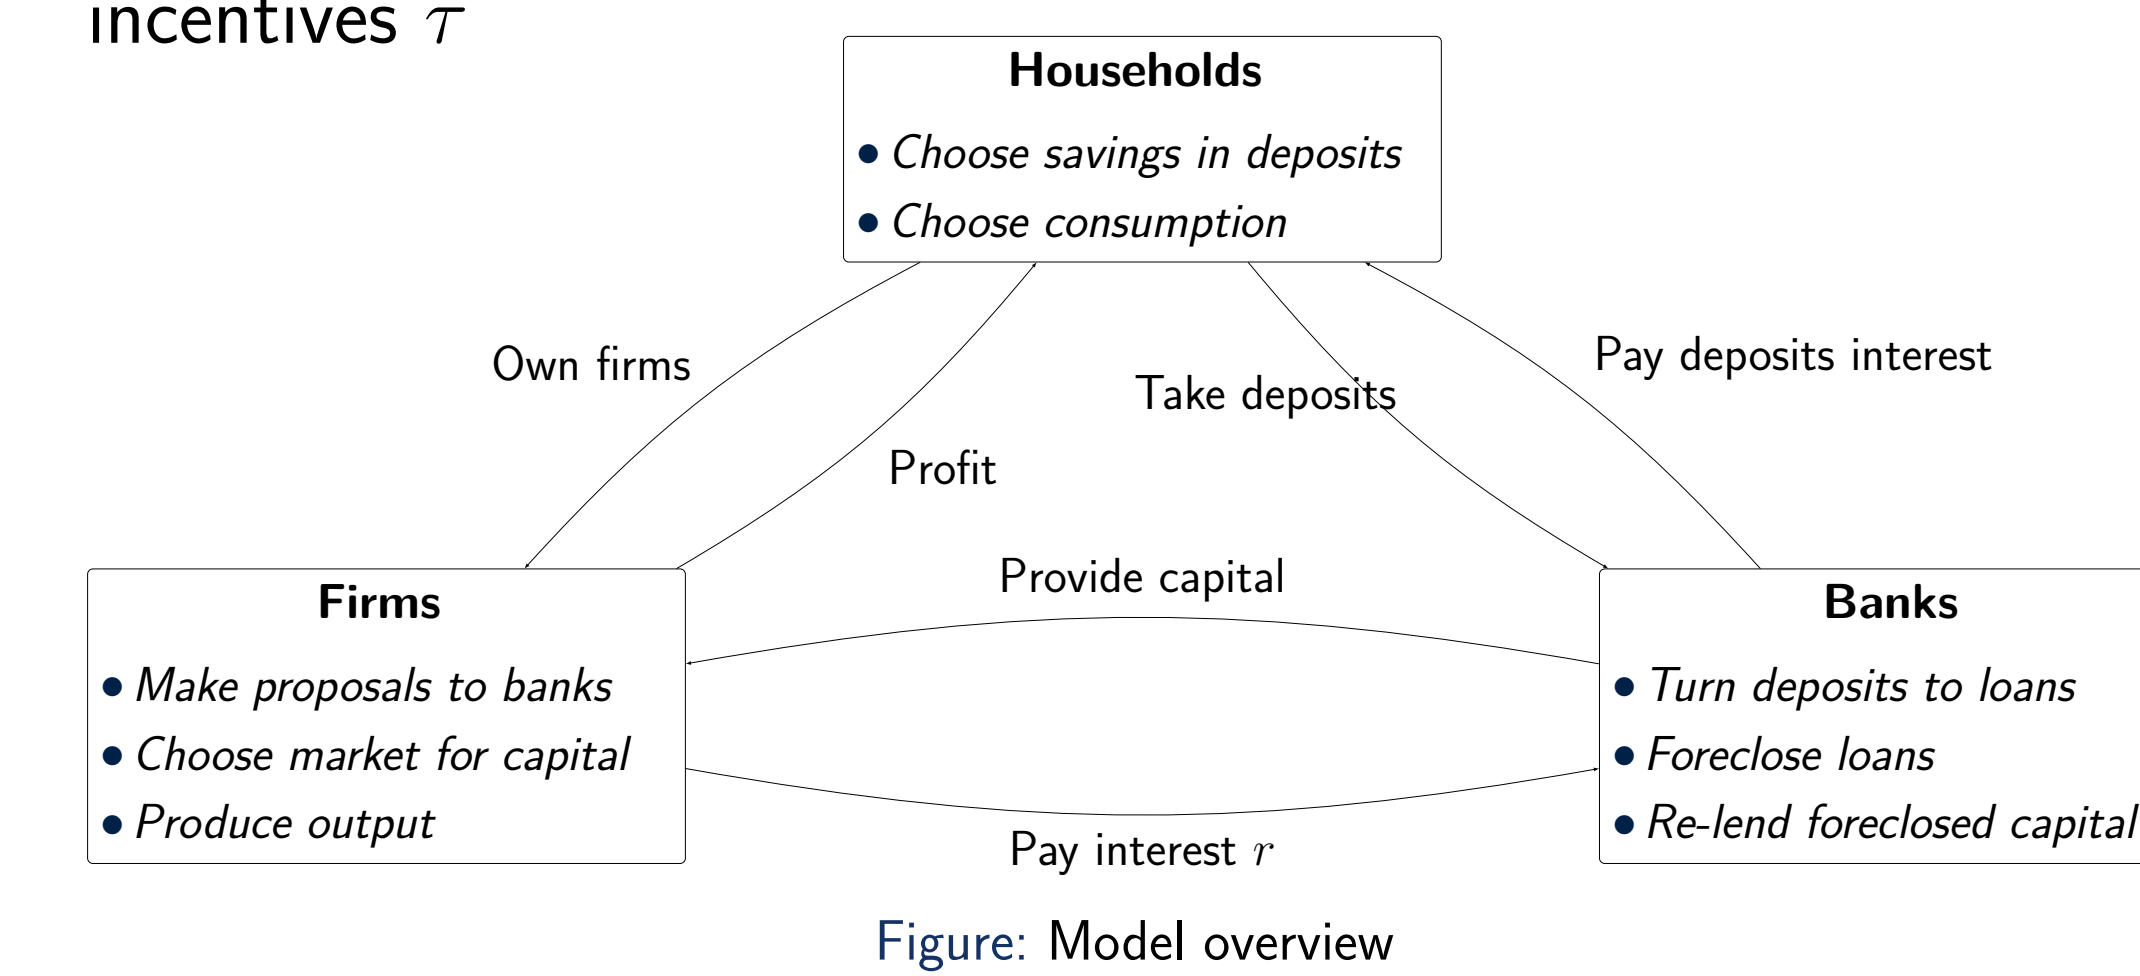 incentives τ
Households
• Choose savings in deposits
• Choose consumption
Own firms
Pay deposits interest
Take deposits
Profit
Provide capital
Firms
• Make proposals to banks
• Choose market for capital
• Produce output
Banks
• Turn deposits to loans
• Foreclose loans
• Re-lend foreclosed capital
Pay interest r
Figure: Model overview